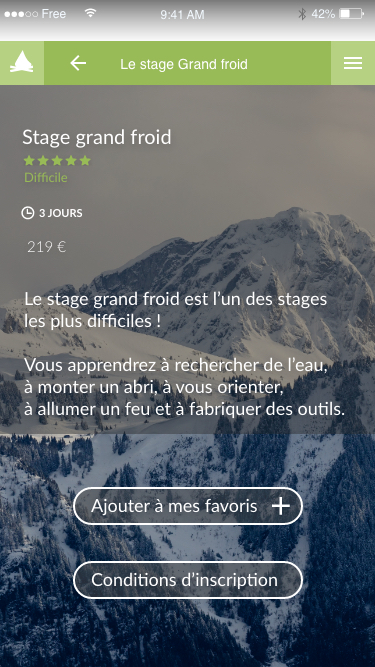 Free 9:41 AM 42%
Le stage Grand froid
Stage grand froid
Difficile
3 JOURS
219 €
Le stage grand froid est l'un des stages
les plus difficiles !
Vous apprendrez à rechercher de l'eau,
à monter un abri, à vous orienter,
à allumer un feu et à fabriquer des outils.
Ajouter à mes favoris +
Conditions d'inscription